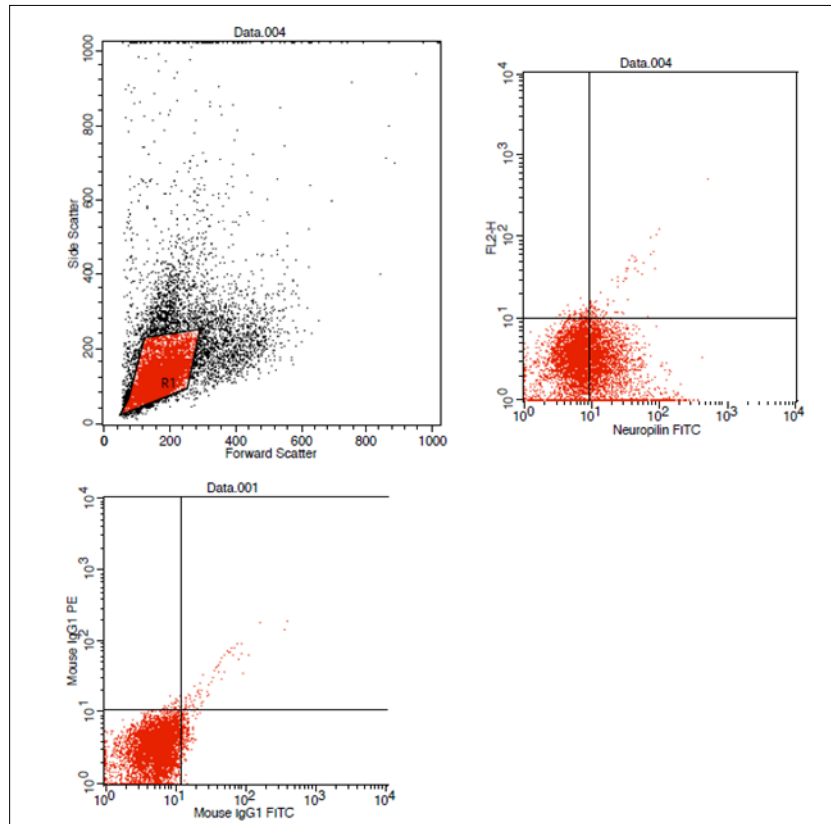 Data.004
1000
800
600
400
200
0
Side Scatter
R1
0 200 400 600 800 1000
Forward Scatter
Data.004
10^4
10^3
10^2
10^1
10^0
FL2-H
10^0 10^1 10^2 10^3 10^4
Neuropilin FITC
Data.001
10^4
10^3
10^2
10^1
10^0
Mouse IgG1 PE
10^0 10^1 10^2 10^3 10^4
Mouse IgG1 FITC